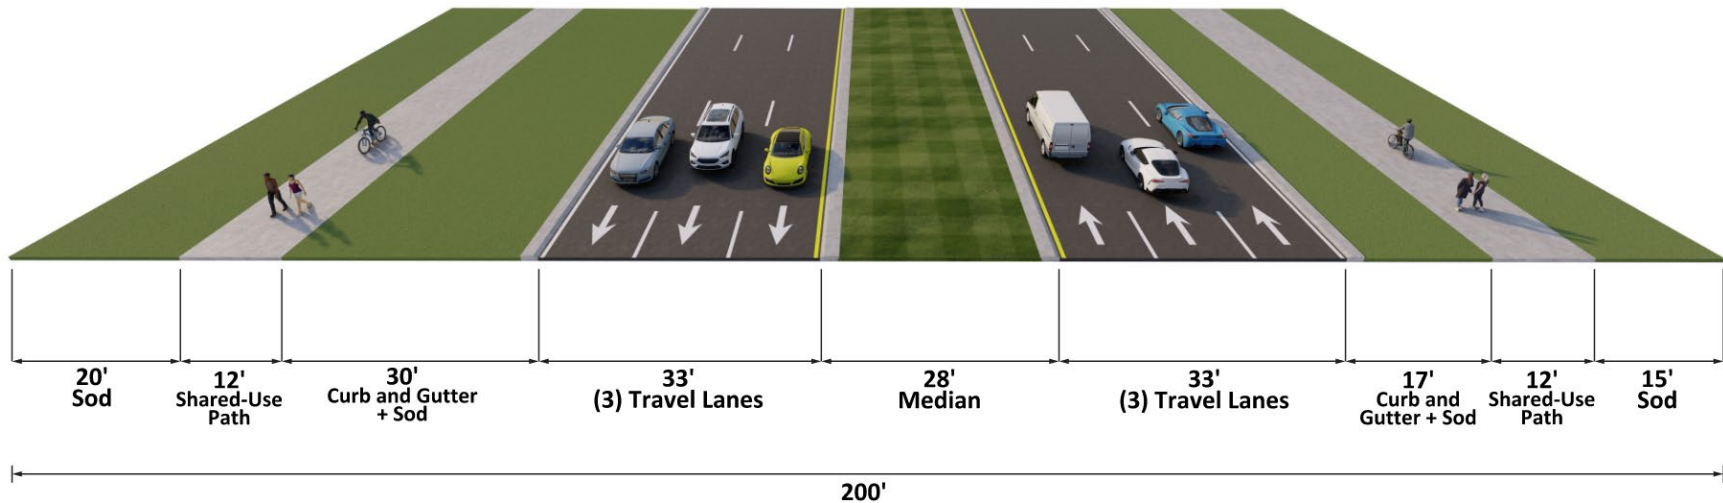 20'
Sod
12'
Shared-Use
Path
30'
Curb and Gutter
+ Sod
33'
(3) Travel Lanes
28'
Median
33'
(3) Travel Lanes
17'
Curb and
Gutter + Sod
12'
Shared-Use
Path
15'
Sod
200'